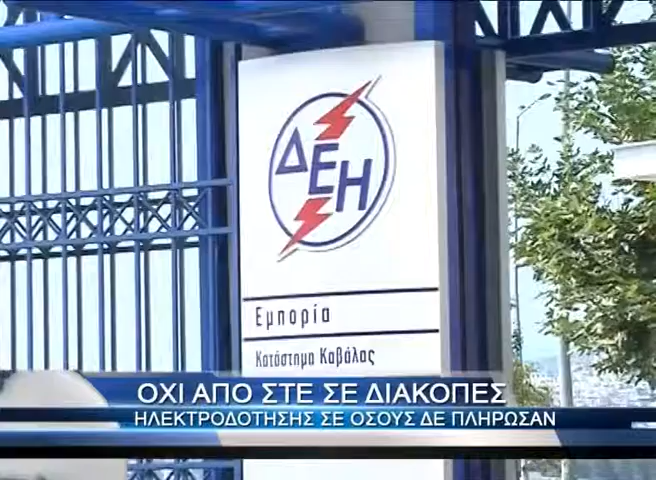 ΔΕΗ
Εμπορία
Κατάστημα Καβάλας
ΟΧΙ ΑΠΟ ΣΤΕ ΣΕ ΔΙΑΚΟΠΕΣ
ΗΛΕΚΤΡΟΔΟΤΗΣΗΣ ΣΕ ΟΣΟΥΣ ΔΕ ΠΛΗΡΩΣΑΝ